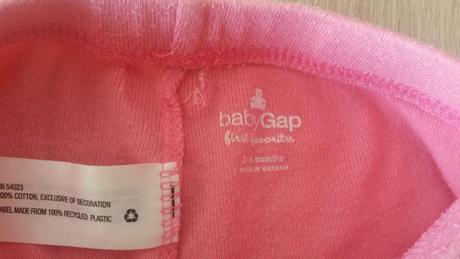 babyGap
first favorites
3-6 months
MADE IN VIETNAM
N 54023
00% COTTON, EXCLUSIVE OF DECORATION
ABEL MADE FROM 100% RECYCLED PLASTIC